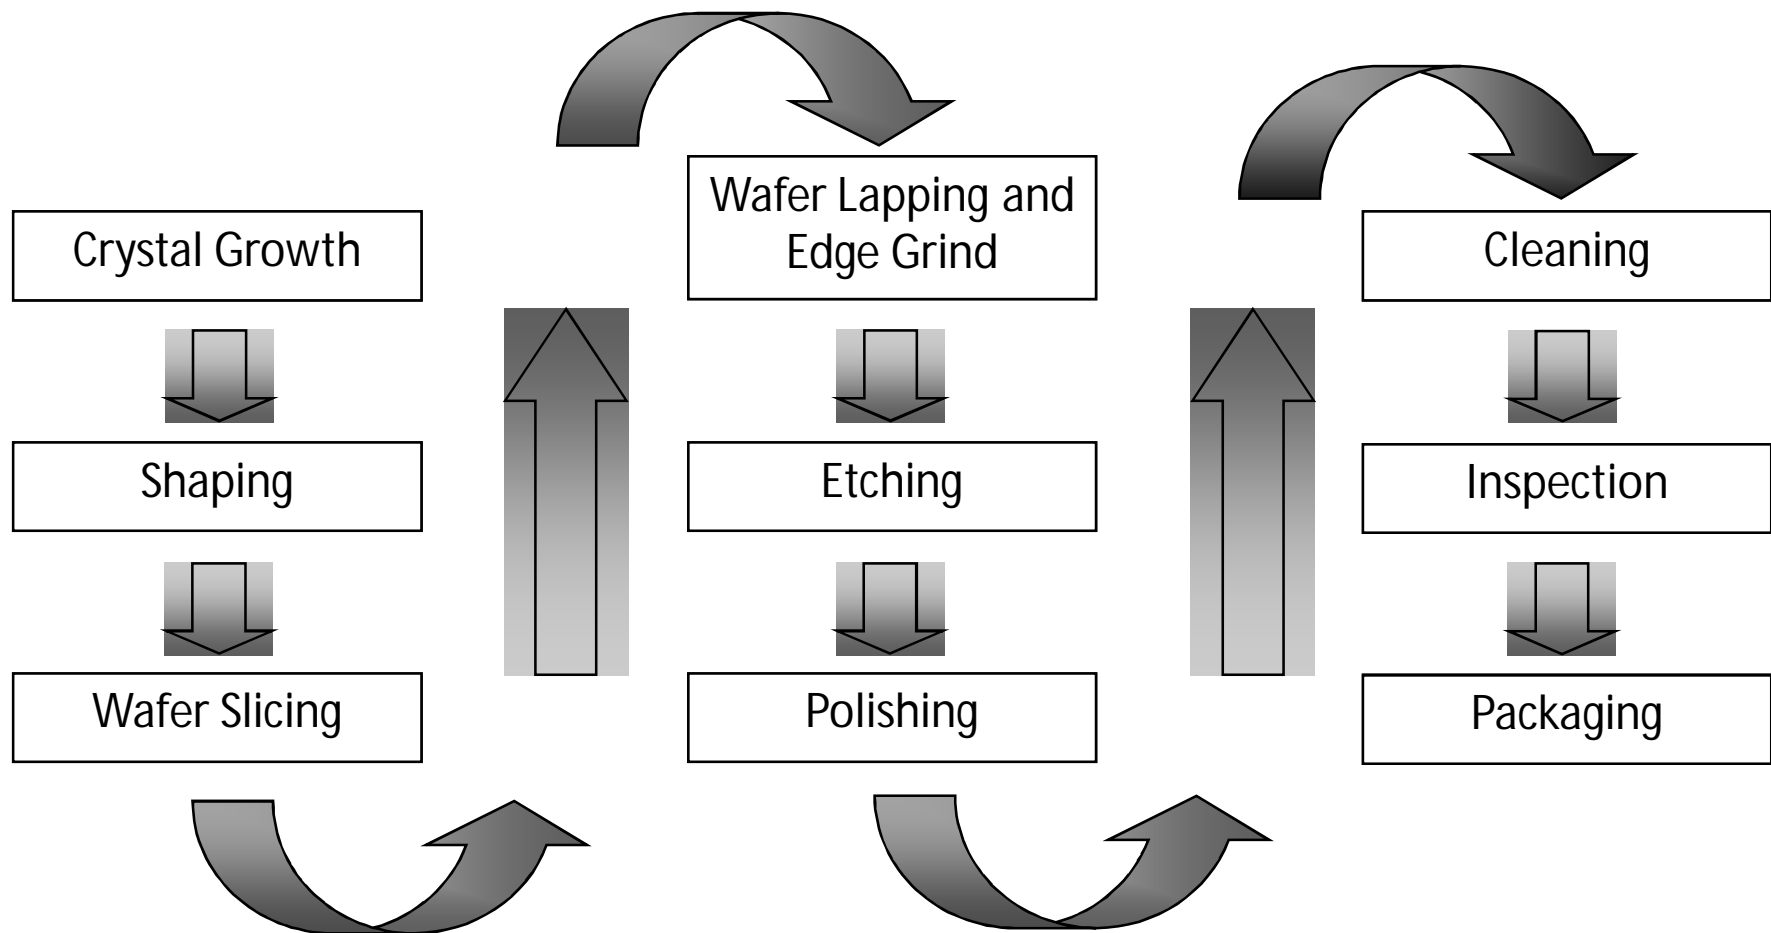 Crystal Growth
Shaping
Wafer Slicing
Wafer Lapping and
Edge Grind
Etching
Polishing
Cleaning
Inspection
Packaging